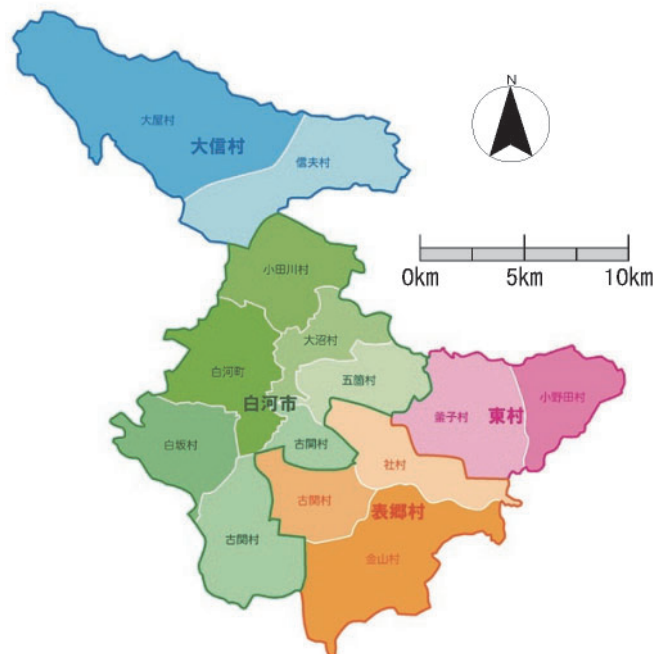 大屋村
大信村
信夫村
N
0km 5km 10km
小田川村
大沼村
白河町
五箇村
白河市
小野田村
釜子村
東村
白坂村
古関村
社村
古関村
表郷村
古関村
金山村